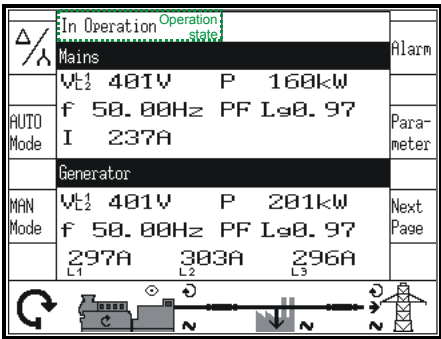 In Operation Operation state
Alarm
Mains
VL1 2 401V P 160kW
f 50.00Hz PF Lg0.97
AUTO Mode
I 237A
Para- meter
Generator
VL1 2 401V P 201kW
MAN Mode
f 50.00Hz PF Lg0.97
Next Page
297A 303A 296A
L1 L2 L3